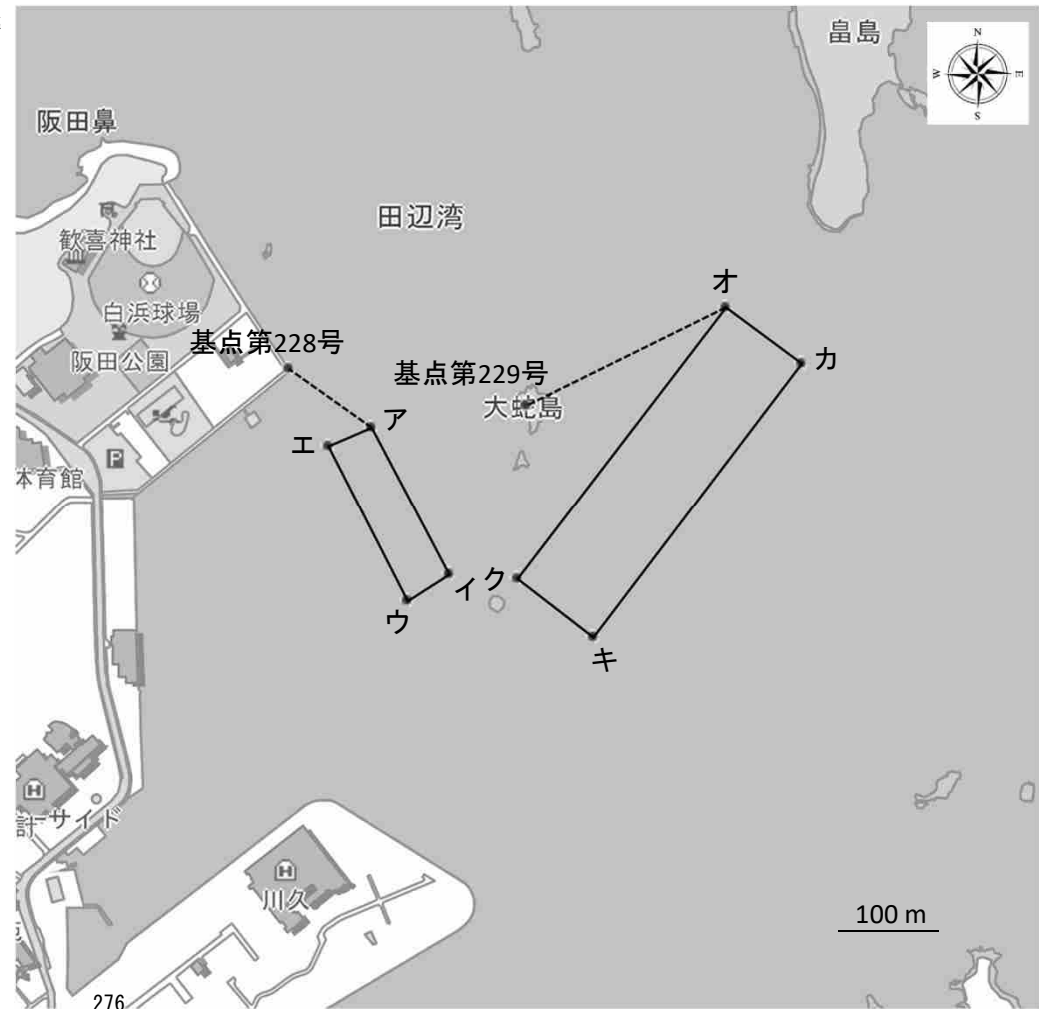 畠島
N
W
E
S
阪田鼻
田辺湾
歓喜神社
白浜球場
阪田公園
基点第228号
基点第229号
大蛇島
オ
カ
ア
エ
P
体育館
イ
ウ
ク
キ
H
サイド
H
川久
100 m
276